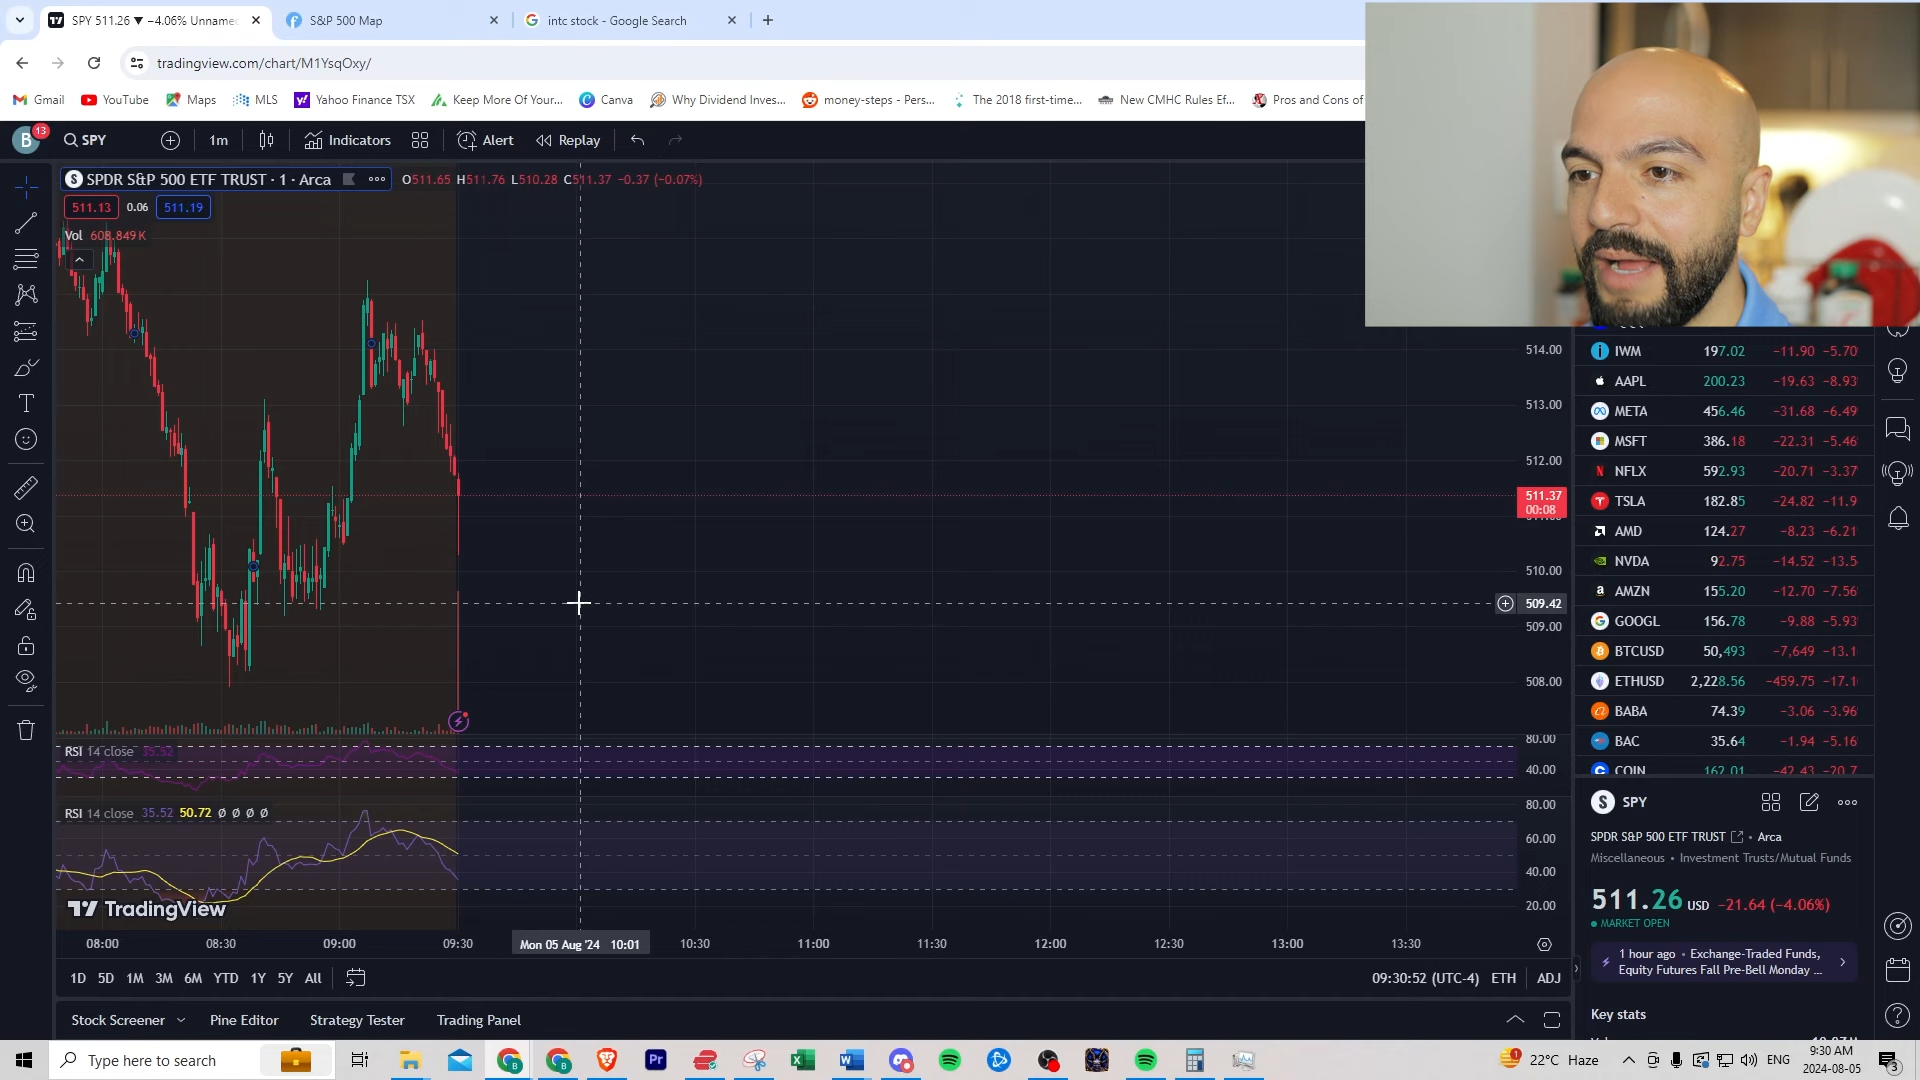 SPY 511.26 ▼ −4.06% Unname
S&P 500 Map
intc stock - Google Search
tradingview.com/chart/M1YsqOxy/
Gmail
YouTube
Maps
MLS
Yahoo Finance TSX
Keep More Of Your...
Canva
Why Dividend Inves...
money-steps - Pers...
The 2018 first-time...
New CMHC Rules Ef...
Pros and Cons of
B
13
SPY
1m
Indicators
Alert
Replay
SPDR S&P 500 ETF TRUST · 1 · Arca
O511.65 H511.76 L510.28 C511.37 −0.37 (−0.07%)
511.13 0.06 511.19
Vol 608.849K
514.00
513.00
512.00
511.37
00:08
510.00
509.42
509.00
508.00
RSI 14 close 35.52
80.00
40.00
RSI 14 close 35.52 50.72 Ø Ø Ø Ø
80.00
60.00
40.00
20.00
TradingView
08:00 08:30 09:00 09:30 Mon 05 Aug '24 10:01 10:30 11:00 11:30 12:00 12:30 13:00 13:30
1D 5D 1M 3M 6M YTD 1Y 5Y All
09:30:52 (UTC-4) ETH ADJ
Stock Screener Pine Editor Strategy Tester Trading Panel
IWM 197.02 −11.90 −5.70
AAPL 200.23 −19.63 −8.93
META 456.46 −31.68 −6.49
MSFT 386.18 −22.31 −5.46
NFLX 592.93 −20.71 −3.37
TSLA 182.85 −24.82 −11.9
AMD 124.27 −8.23 −6.21
NVDA 92.75 −14.52 −13.5
AMZN 155.20 −12.70 −7.56
GOOGL 156.78 −9.88 −5.93
BTCUSD 50,493 −7,649 −13.1
ETHUSD 2,228.56 −459.75 −17.1
BABA 74.39 −3.06 −3.96
BAC 35.64 −1.94 −5.16
COIN 162.01 −42.43 −20.7
SPY
SPDR S&P 500 ETF TRUST • Arca
Miscellaneous • Investment Trusts/Mutual Funds
511.26 USD −21.64 (−4.06%)
MARKET OPEN
1 hour ago • Exchange-Traded Funds,
Equity Futures Fall Pre-Bell Monday ...
Key stats
Type here to search
Pr
22°C Haze
ENG
9:30 AM
2024-08-05
3